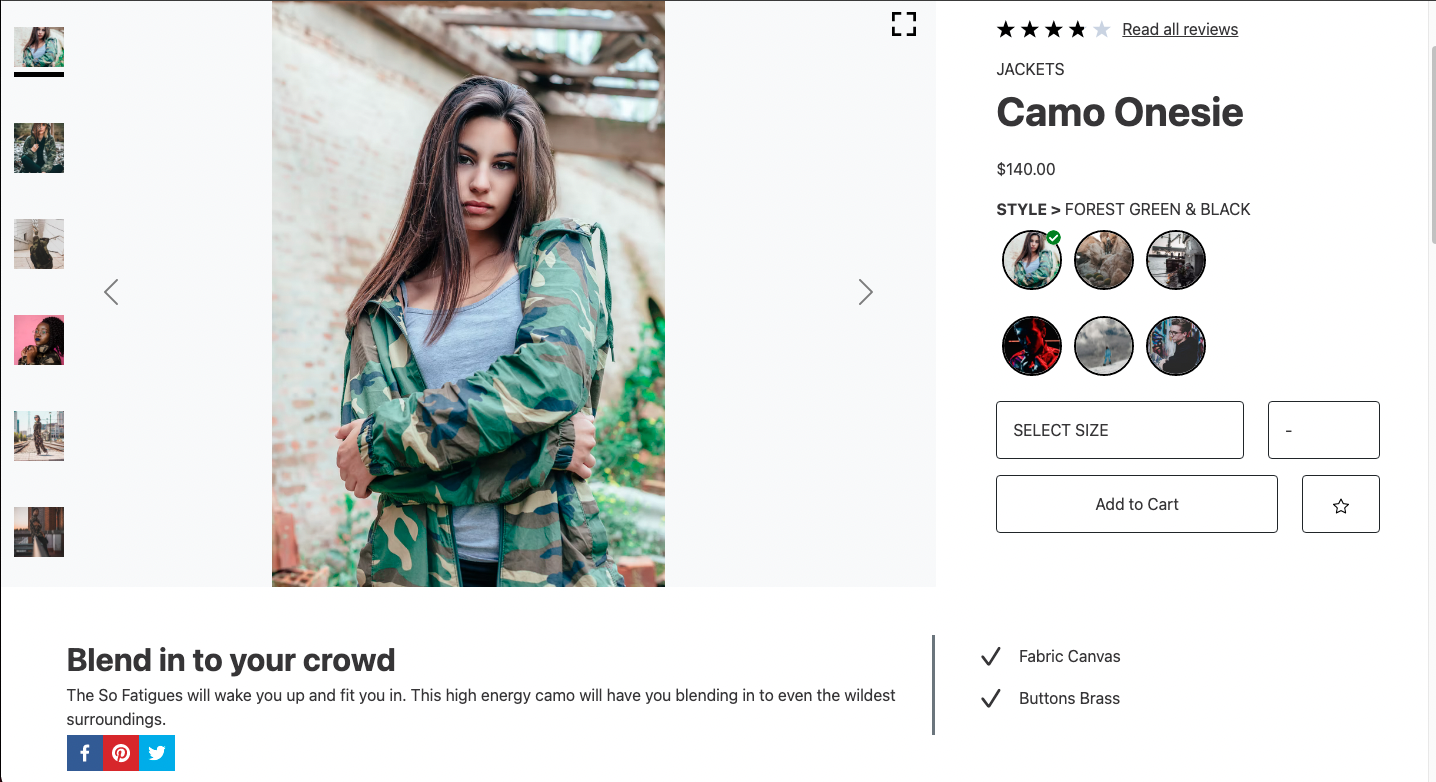 Read all reviews
JACKETS
Camo Onesie
$140.00
STYLE > FOREST GREEN & BLACK
SELECT SIZE
-
Add to Cart
Blend in to your crowd
The So Fatigues will wake you up and fit you in. This high energy camo will have you blending in to even the wildest
surroundings.
Fabric Canvas
Buttons Brass